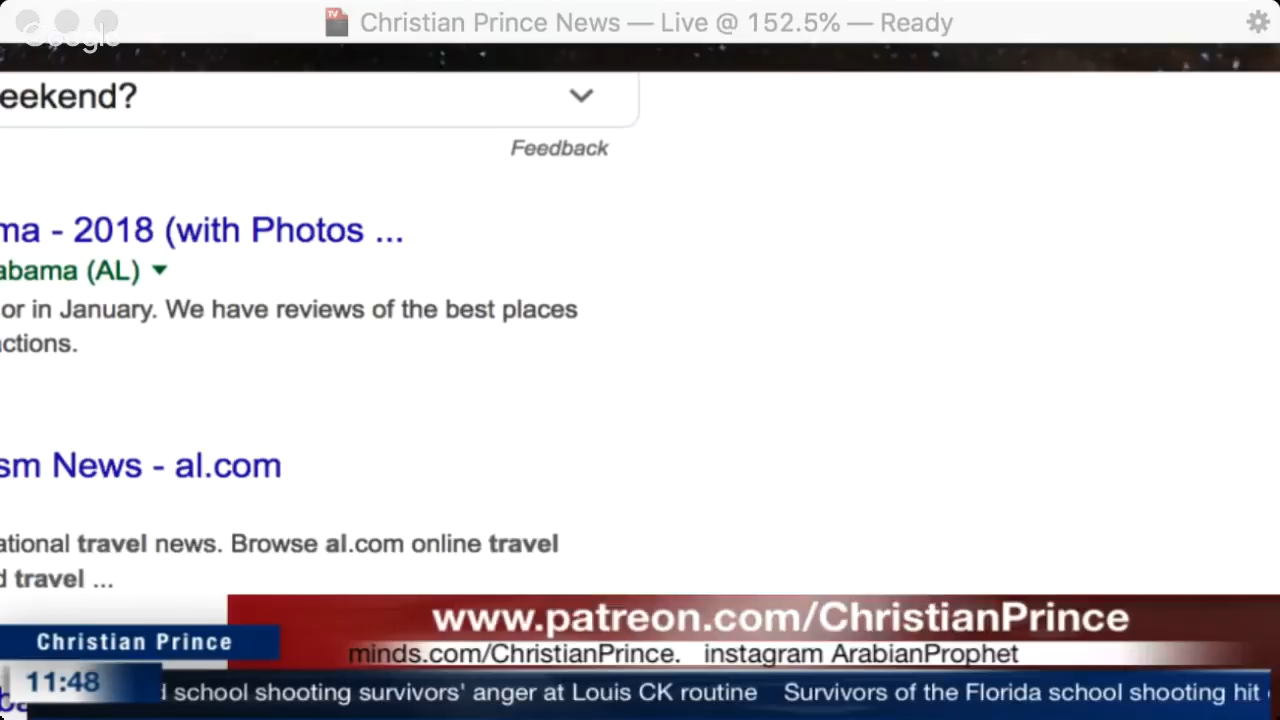 Christian Prince News — Live @ 152.5% — Ready
Google
eekend?
Feedback
ma - 2018 (with Photos ...
abama (AL)
or in January. We have reviews of the best places
ctions.
sm News - al.com
ational travel news. Browse al.com online travel
d travel ...
www.patreon.com/ChristianPrince
Christian Prince
minds.com/ChristianPrince. instagram ArabianProphet
11:48
school shooting survivors' anger at Louis CK routine Survivors of the Florida school shooting hit